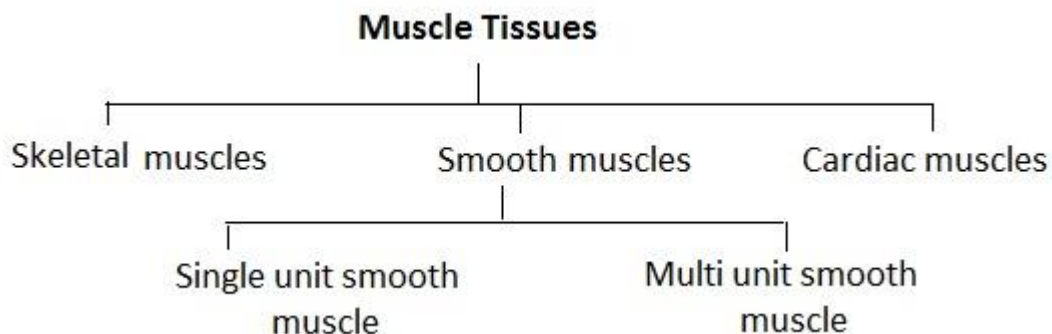 Muscle Tissues
Skeletal muscles
Smooth muscles
Cardiac muscles
Single unit smooth
muscle
Multi unit smooth
muscle